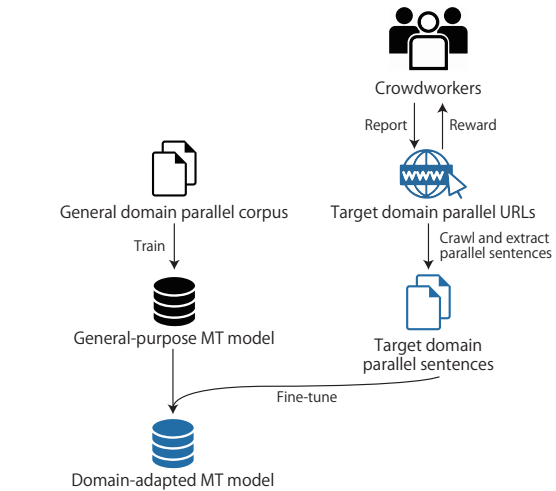 Crowdworkers
Report
Reward
WWW
General domain parallel corpus
Target domain parallel URLs
Train
Crawl and extract
parallel sentences
General-purpose MT model
Target domain
parallel sentences
Fine-tune
Domain-adapted MT model